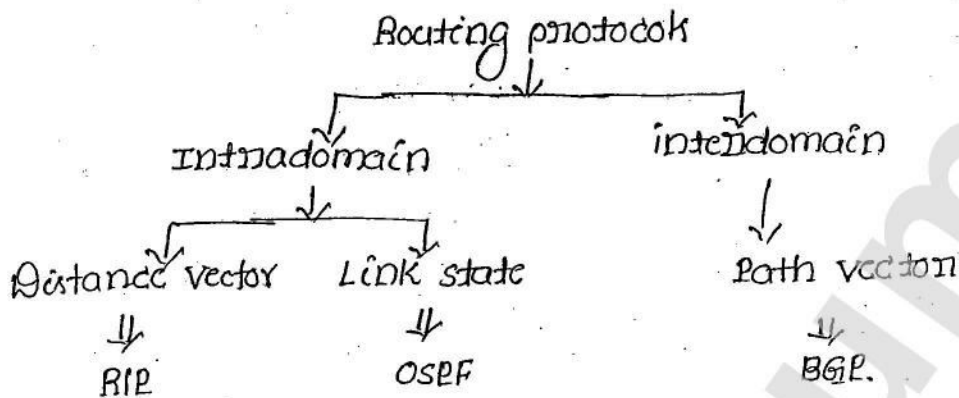 Routing protocols
Intradomain interdomain
Distance vector Link state Path vector
RIP OSPF BGP.